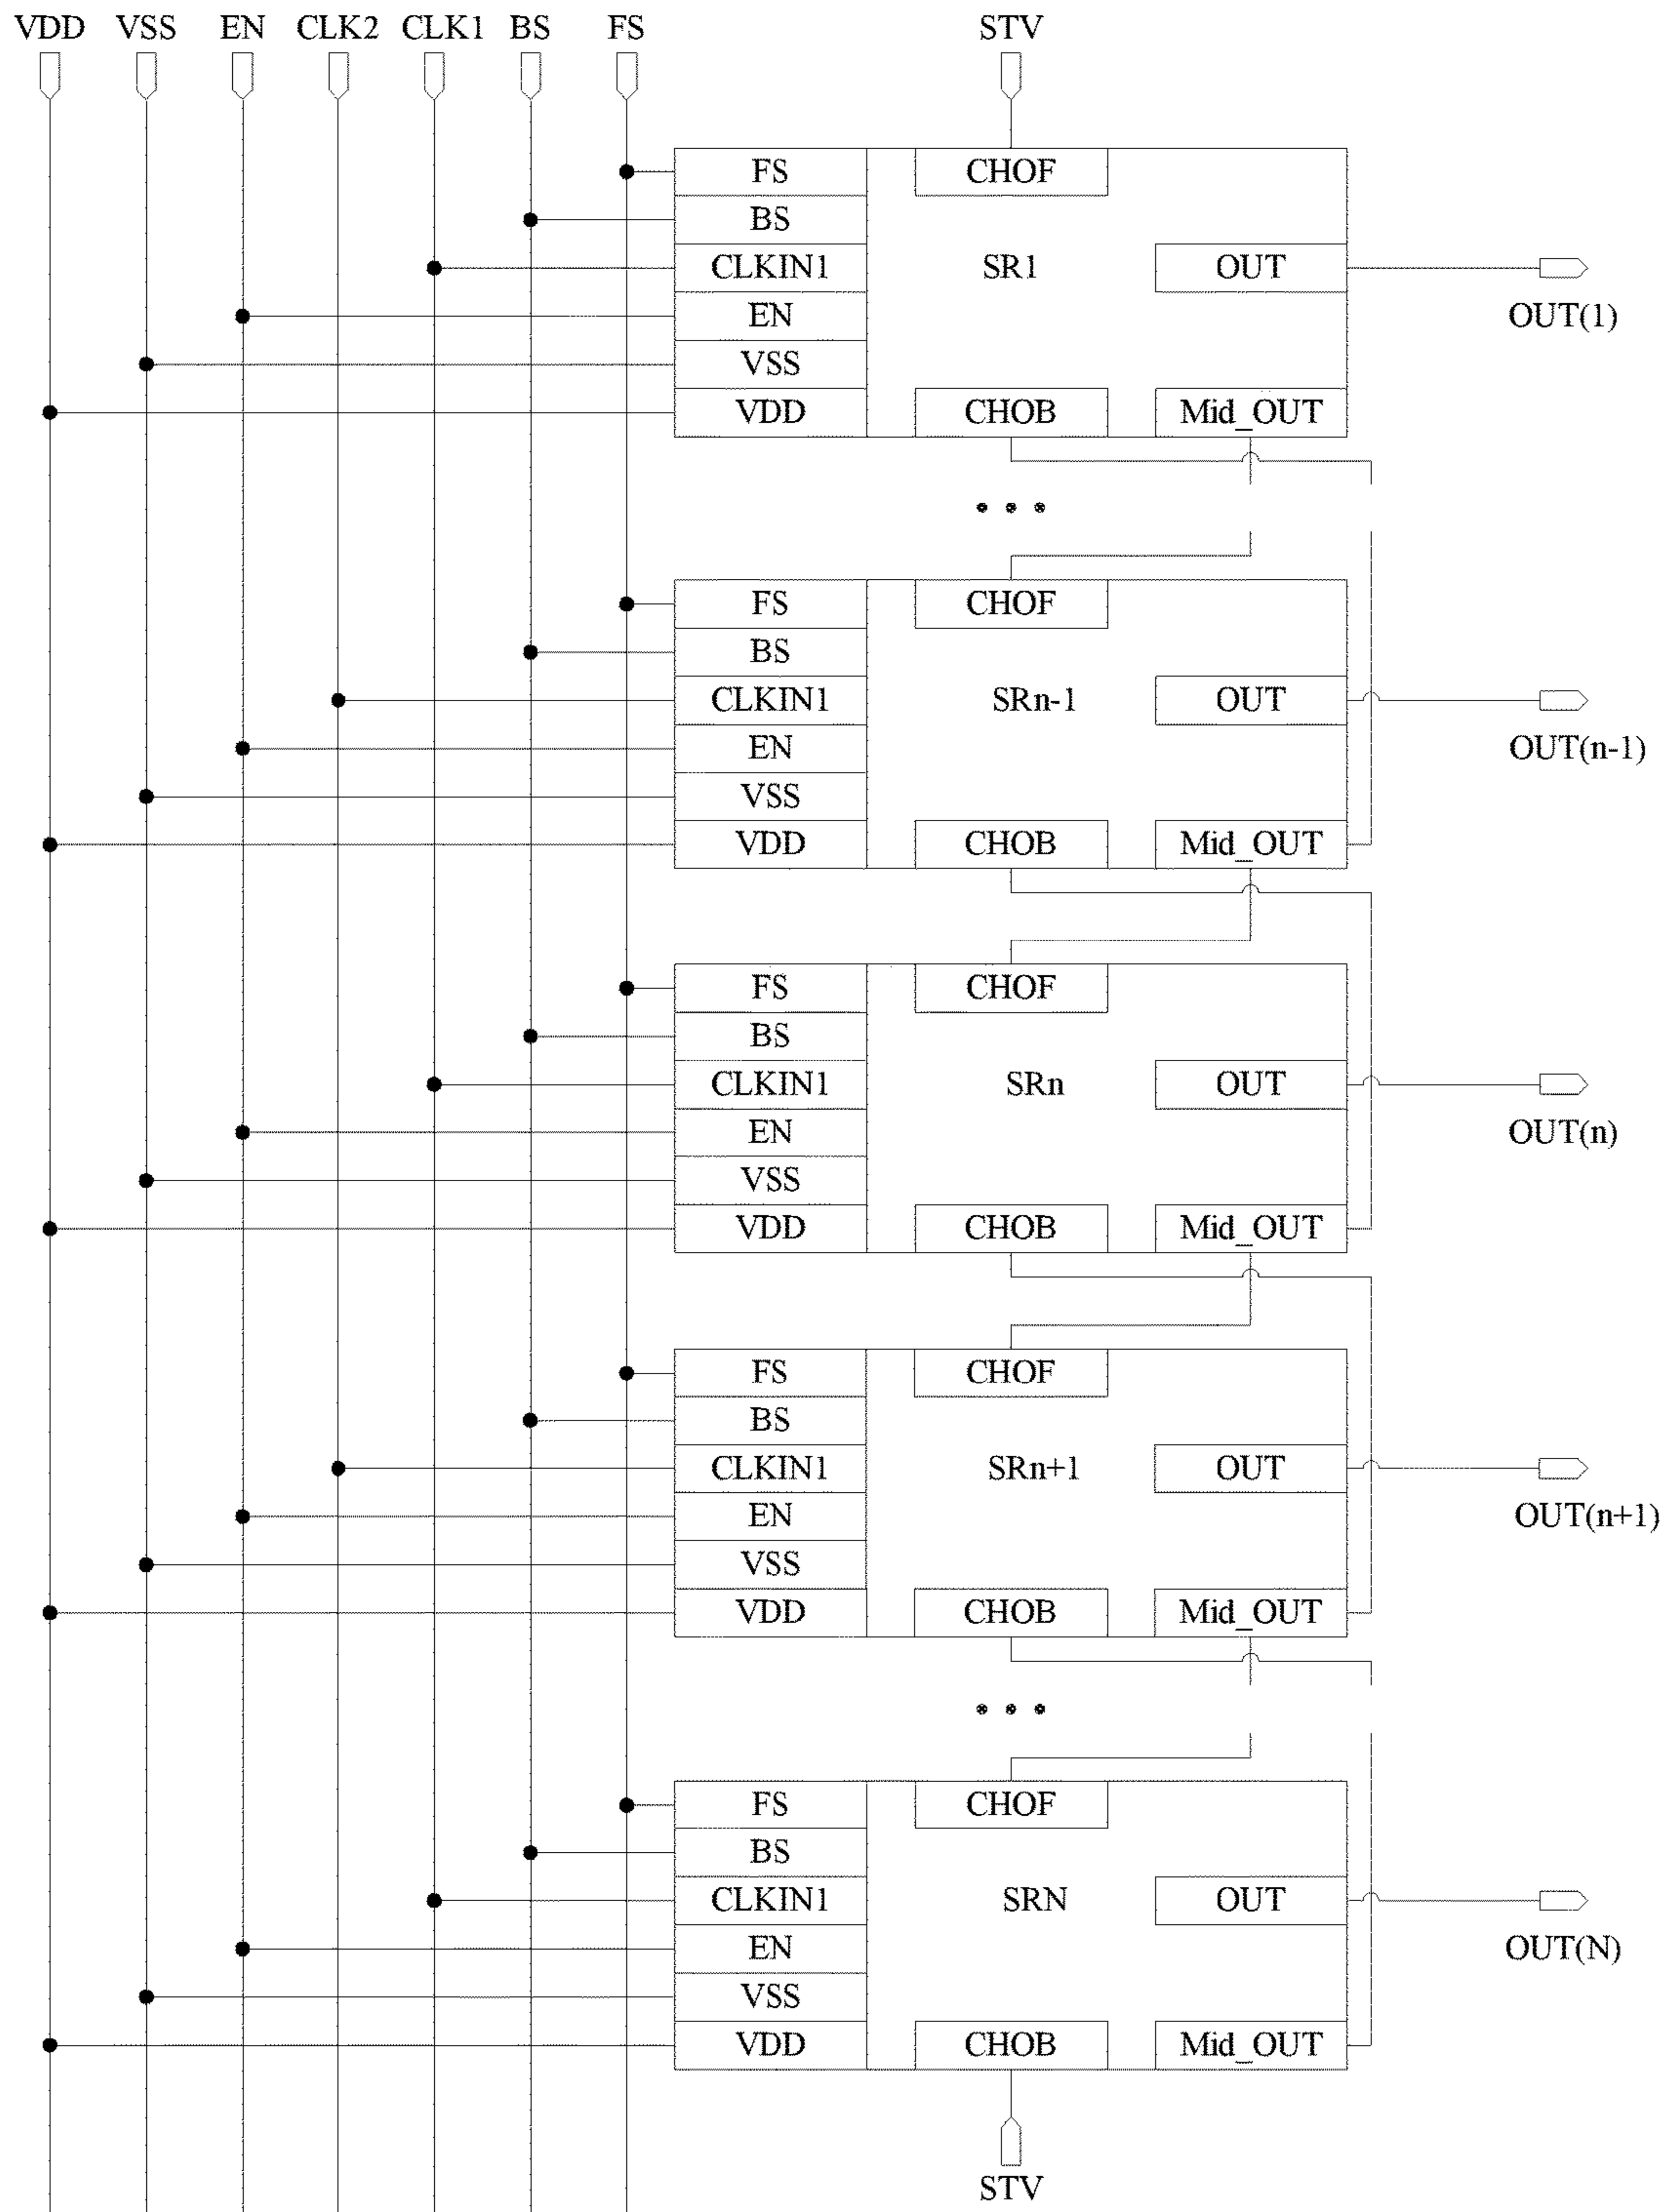 VDD VSS EN CLK2 CLK1 BS FS STV
FS CHOF
BS
CLKIN1 SR1 OUT
EN OUT(1)
VSS
VDD CHOB Mid_OUT
FS CHOF
BS
CLKIN1 SRn-1 OUT
EN OUT(n-1)
VSS
VDD CHOB Mid_OUT
FS CHOF
BS
CLKIN1 SRn OUT
EN OUT(n)
VSS
VDD CHOB Mid_OUT
FS CHOF
BS
CLKIN1 SRn+1 OUT
EN OUT(n+1)
VSS
VDD CHOB Mid_OUT
FS CHOF
BS
CLKIN1 SRN OUT
EN OUT(N)
VSS
VDD CHOB Mid_OUT
STV